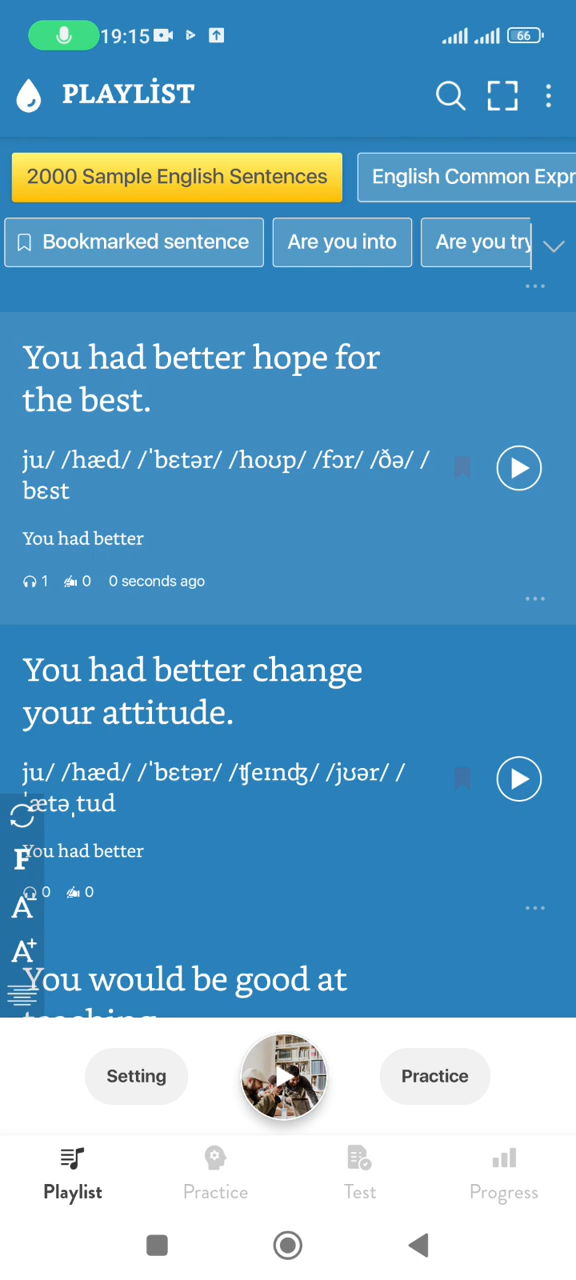 19:15
66
PLAYLİST
2000 Sample English Sentences
English Common Expr
Bookmarked sentence
Are you into
Are you try
You had better hope for
the best.
ju/ /hæd/ /ˈbɛtər/ /hoʊp/ /fɔr/ /ðə/ /
bɛst
You had better
1 0 0 seconds ago
You had better change
your attitude.
ju/ /hæd/ /ˈbɛtər/ /ʧeɪnʤ/ /jʊər/ /
ˈætəˌtud
You had better
F
0 0
A-
A+
You would be good at
teaching
Setting
Practice
Playlist
Practice
Test
Progress